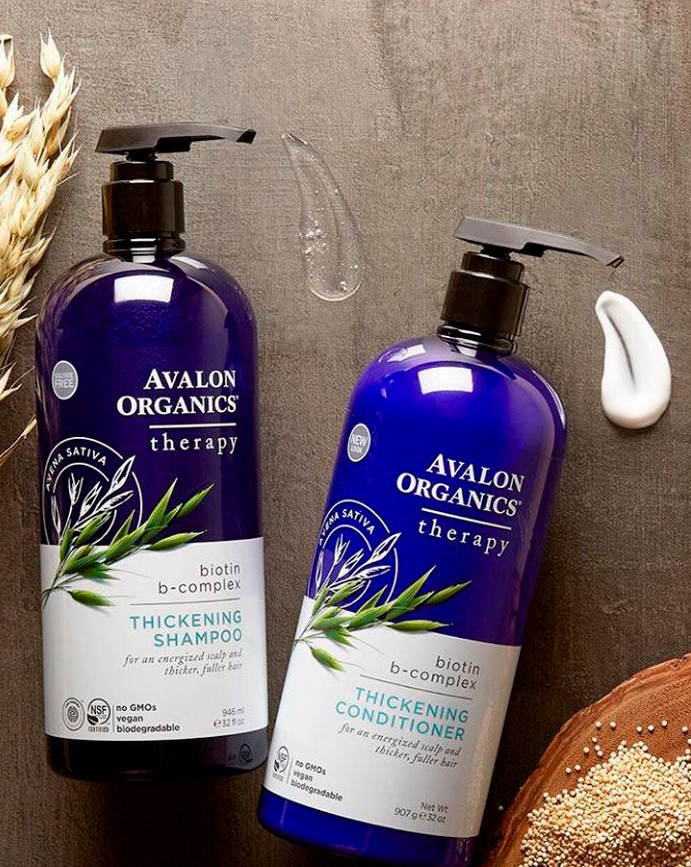 SULFATE
FREE
AVALON
ORGANICS®
therapy
AVENA SATIVA
biotin
b-complex
THICKENING
SHAMPOO
for an energized scalp and
thicker, fuller hair
NSF
CERTIFIED
no GMOs
vegan
biodegradable
946 ml
℮32 fl oz
NEW
LOOK
AVALON
ORGANICS®
therapy
AVENA SATIVA
biotin
b-complex
THICKENING
CONDITIONER
for an energized scalp and
thicker, fuller hair
NSF
no GMOs
vegan
biodegradable
Net Wt
907 g℮32 oz